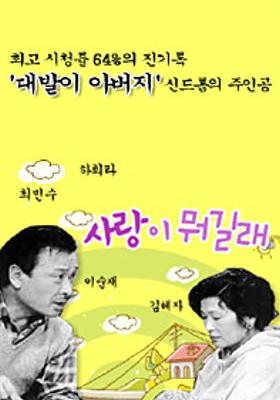 최고 시청률 64%의 진기록
'대발이 아버지' 신드롬의 주인공
하희라
최민수
사랑이 뭐길래
이순재
김혜자